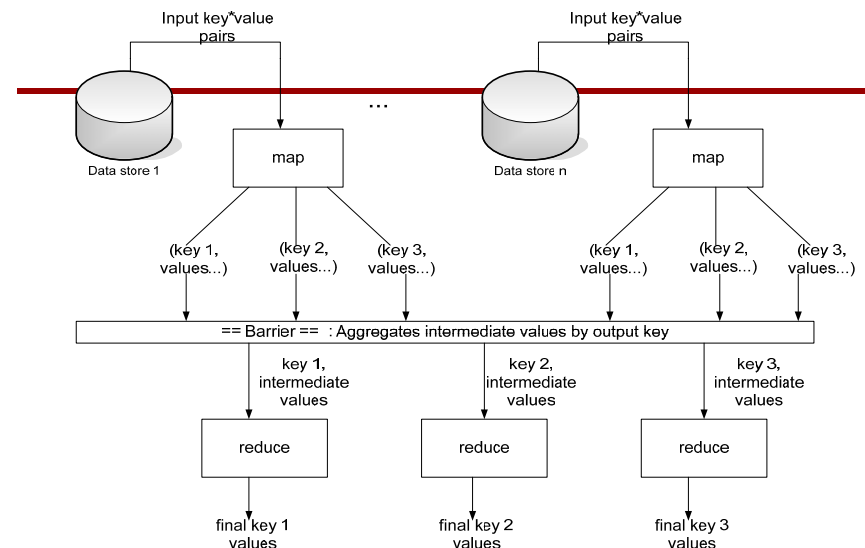 Input key*value
pairs
Input key*value
pairs
...
Data store 1
map
Data store n
map
(key 1,
values...)
(key 2,
values...)
(key 3,
values...)
(key 1,
values...)
(key 2,
values...)
(key 3,
values...)
== Barrier == : Aggregates intermediate values by output key
key 1,
intermediate
values
key 2,
intermediate
values
key 3,
intermediate
values
reduce
reduce
reduce
final key 1
values
final key 2
values
final key 3
values